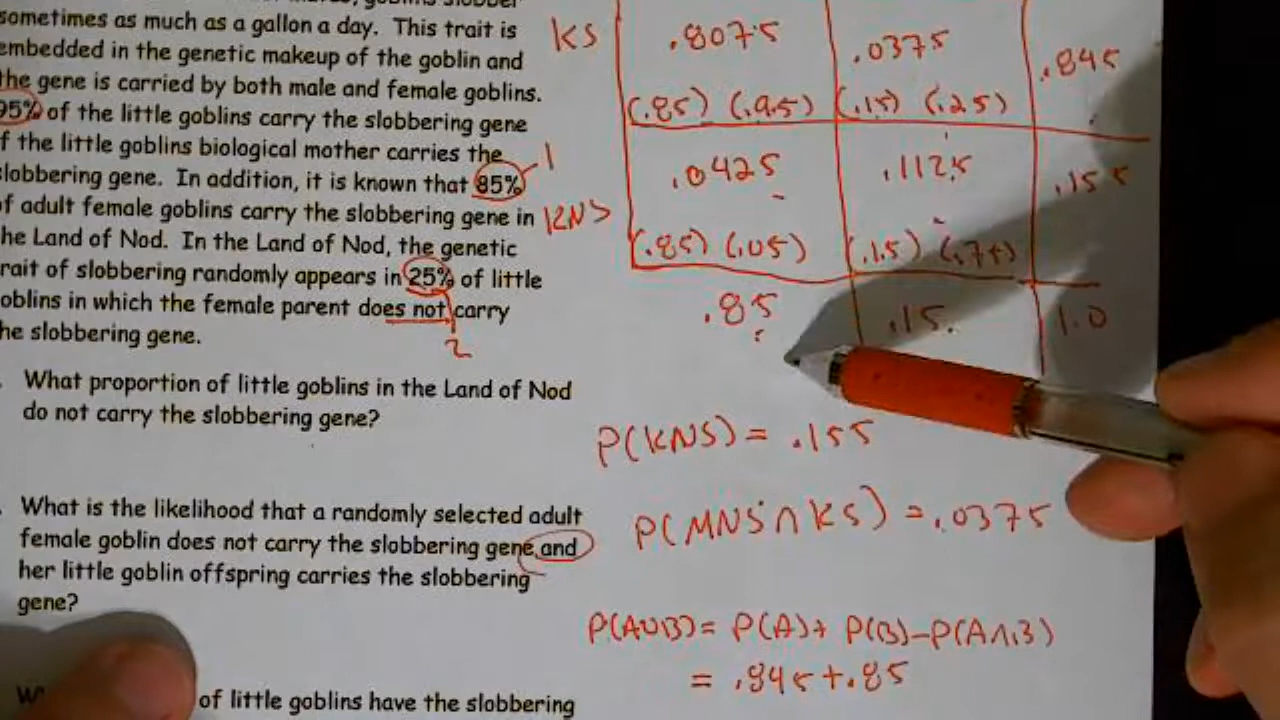 sometimes as much as a gallon a day. This trait is
embedded in the genetic makeup of the goblin and
the gene is carried by both male and female goblins.
95% of the little goblins carry the slobbering gene
f the little goblins biological mother carries the
slobbering gene. In addition, it is known that 85%
of adult female goblins carry the slobbering gene in
the Land of Nod. In the Land of Nod, the genetic
trait of slobbering randomly appears in 25% of little
oblins in which the female parent does not carry
he slobbering gene.
1
2
What proportion of little goblins in the Land of Nod
do not carry the slobbering gene?
What is the likelihood that a randomly selected adult
female goblin does not carry the slobbering gene and
her little goblin offspring carries the slobbering
gene?
of little goblins have the slobbering
KS .8075 .0375 .845
(.85) (.95) (.15) (.25)
.0425 .1125 .155
KNS
(.85) (.05) (.15) (.75)
.85 .15 1.0
P(KNS) = .155
P(MNS ∩ KS) = .0375
P(A∪B) = P(A) + P(B) - P(A∩B)
= .845 + .85